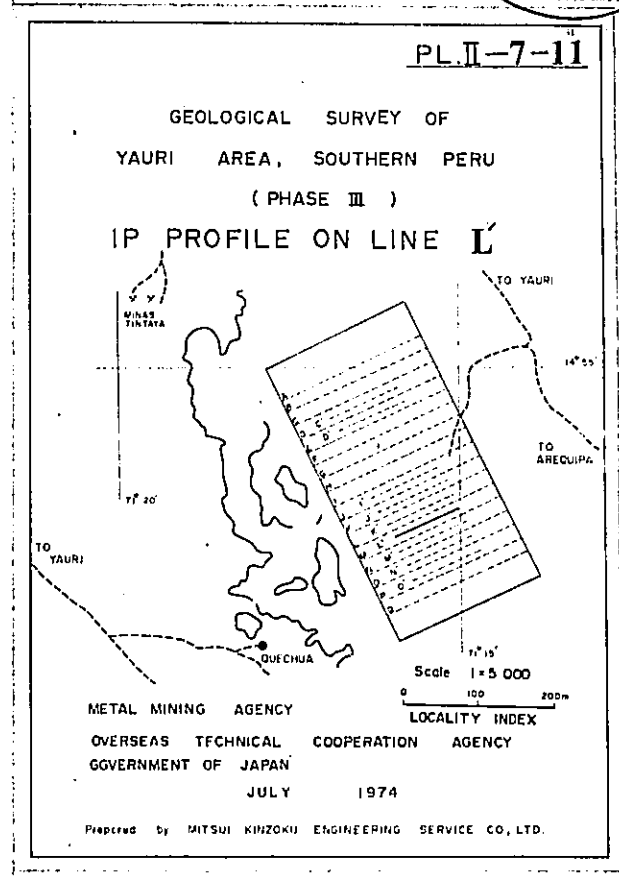 PL.II-7-11
GEOLOGICAL SURVEY OF
YAURI AREA, SOUTHERN PERU
( PHASE III )
IP PROFILE ON LINE L'
TO YAURI
MINAS
TINTAYA
14° 55'
TO
AREQUIPA
71° 20'
TO
YAURI
QUECHUA
71° 15'
Scale 1=5 000
0 100 200m
LOCALITY INDEX
METAL MINING AGENCY
OVERSEAS TECHNICAL COOPERATION AGENCY
GOVERNMENT OF JAPAN
JULY 1974
Prepared by MITSUI KINZOKU ENGINEERING SERVICE CO., LTD.